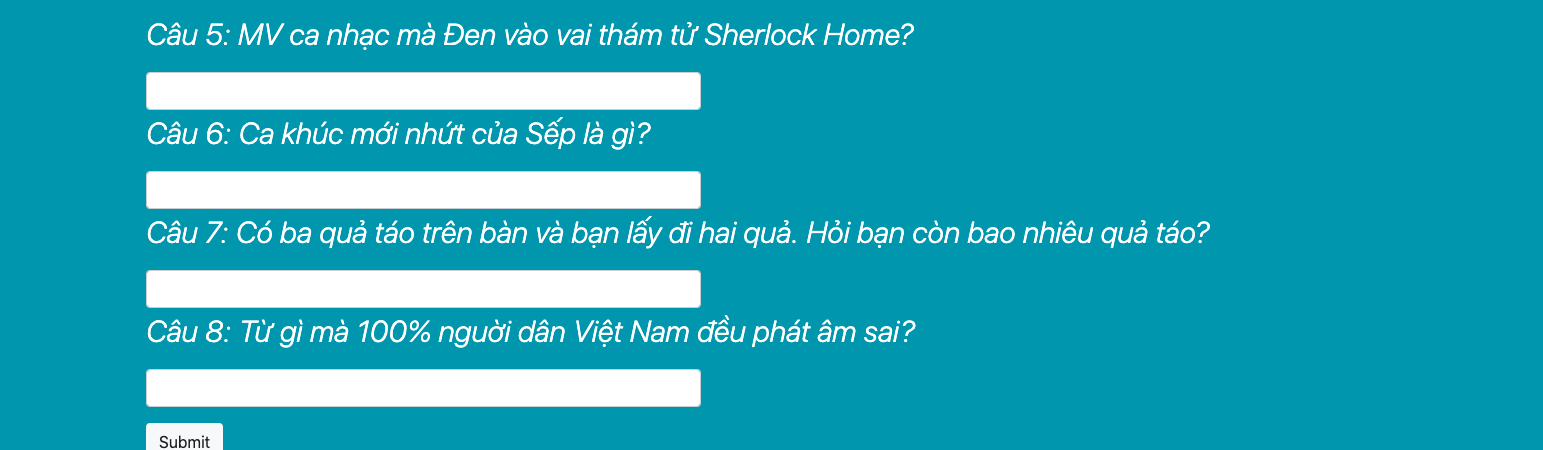 Câu 5: MV ca nhạc mà Đen vào vai thám tử Sherlock Home?
Câu 6: Ca khúc mới nhứt của Sếp là gì?
Câu 7: Có ba quả táo trên bàn và bạn lấy đi hai quả. Hỏi bạn còn bao nhiêu quả táo?
Câu 8: Từ gì mà 100% nguời dân Việt Nam đều phát âm sai?
Submit